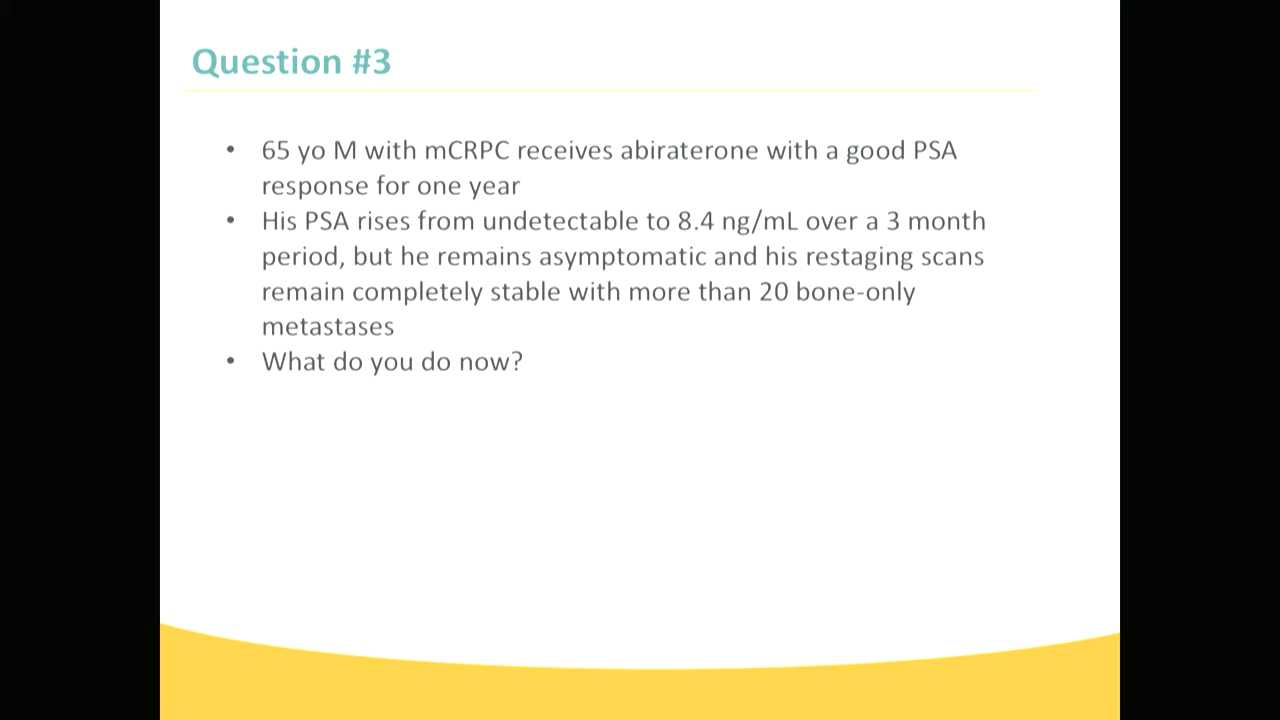 Question #3
• 65 yo M with mCRPC receives abiraterone with a good PSA
response for one year
• His PSA rises from undetectable to 8.4 ng/mL over a 3 month
period, but he remains asymptomatic and his restaging scans
remain completely stable with more than 20 bone-only
metastases
• What do you do now?